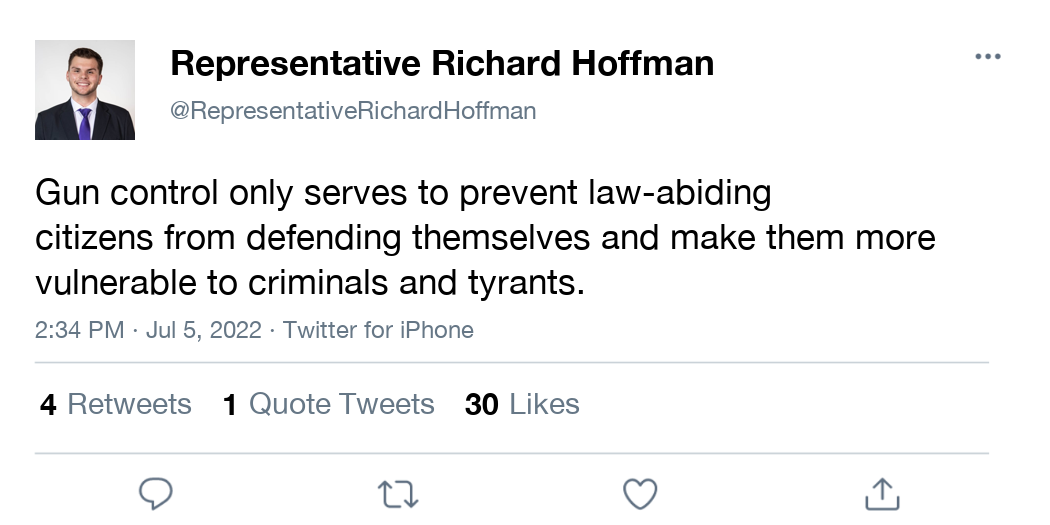 Representative Richard Hoffman
@RepresentativeRichardHoffman
Gun control only serves to prevent law-abiding
citizens from defending themselves and make them more
vulnerable to criminals and tyrants.
2:34 PM · Jul 5, 2022 · Twitter for iPhone
4 Retweets 1 Quote Tweets 30 Likes